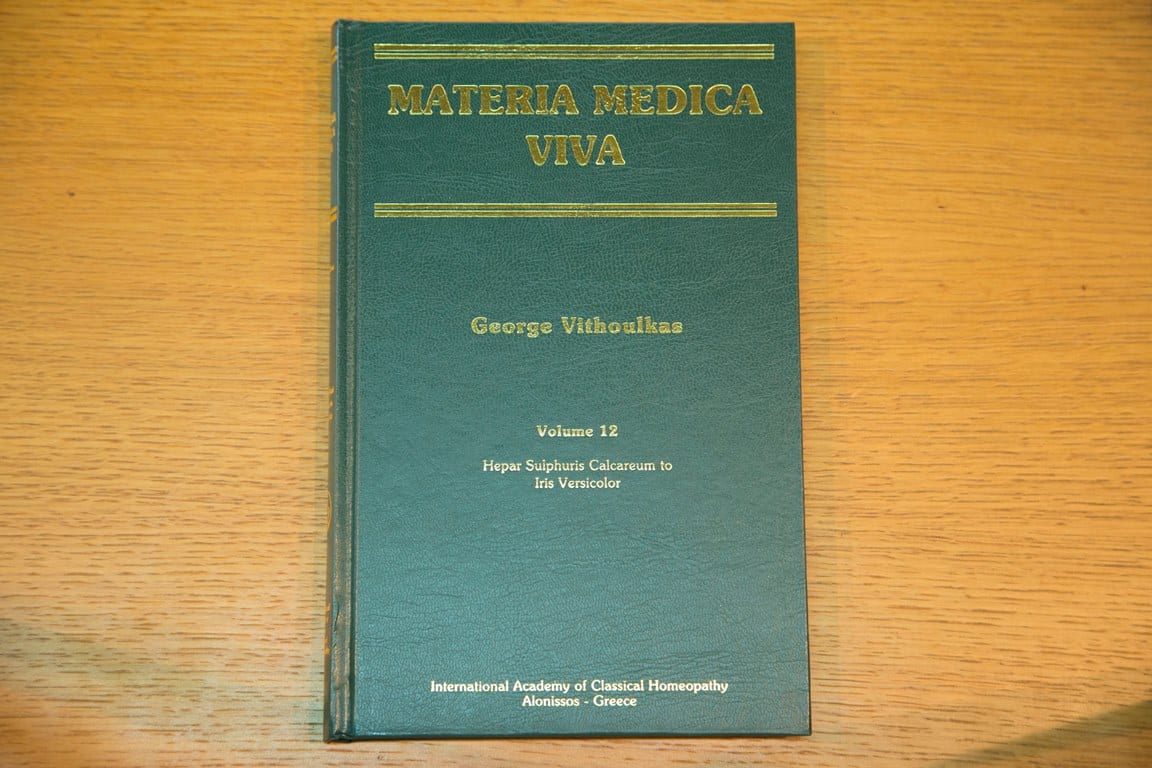 MATERIA MEDICA
VIVA
George Vithoulkas
Volume 12
Hepar Sulphuris Calcareum to
Iris Versicolor
International Academy of Classical Homeopathy
Alonissos - Greece